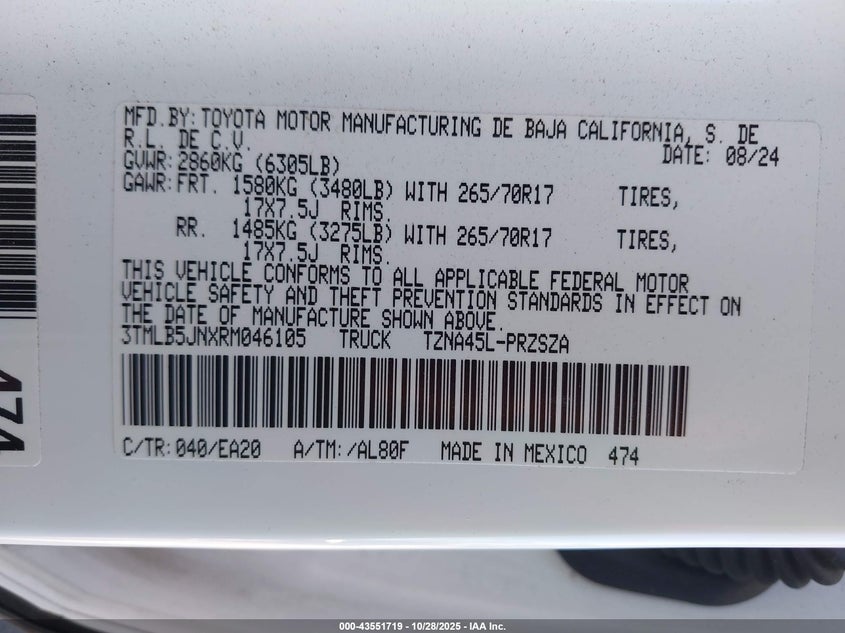 MFD.BY:TOYOTA MOTOR MANUFACTURING DE BAJA CALIFORNIA, S. DE
R.L. DE C.V.
DATE: 08/24
GVWR:2860KG (6305LB)
GAWR:FRT. 1580KG (3480LB) WITH 265/70R17 TIRES,
17X7.5J RIMS.
RR. 1485KG (3275LB) WITH 265/70R17 TIRES,
17X7.5J RIMS.
THIS VEHICLE CONFORMS TO ALL APPLICABLE FEDERAL MOTOR
VEHICLE SAFETY AND THEFT PREVENTION STANDARDS IN EFFECT ON
THE DATE OF MANUFACTURE SHOWN ABOVE.
3TMLB5JNXRM046105 TRUCK TZNA45L-PRZSZA
C/TR:040/EA20 A/TM:/AL80F MADE IN MEXICO 474
474
000-43551719 - 10/28/2025 - IAA Inc.